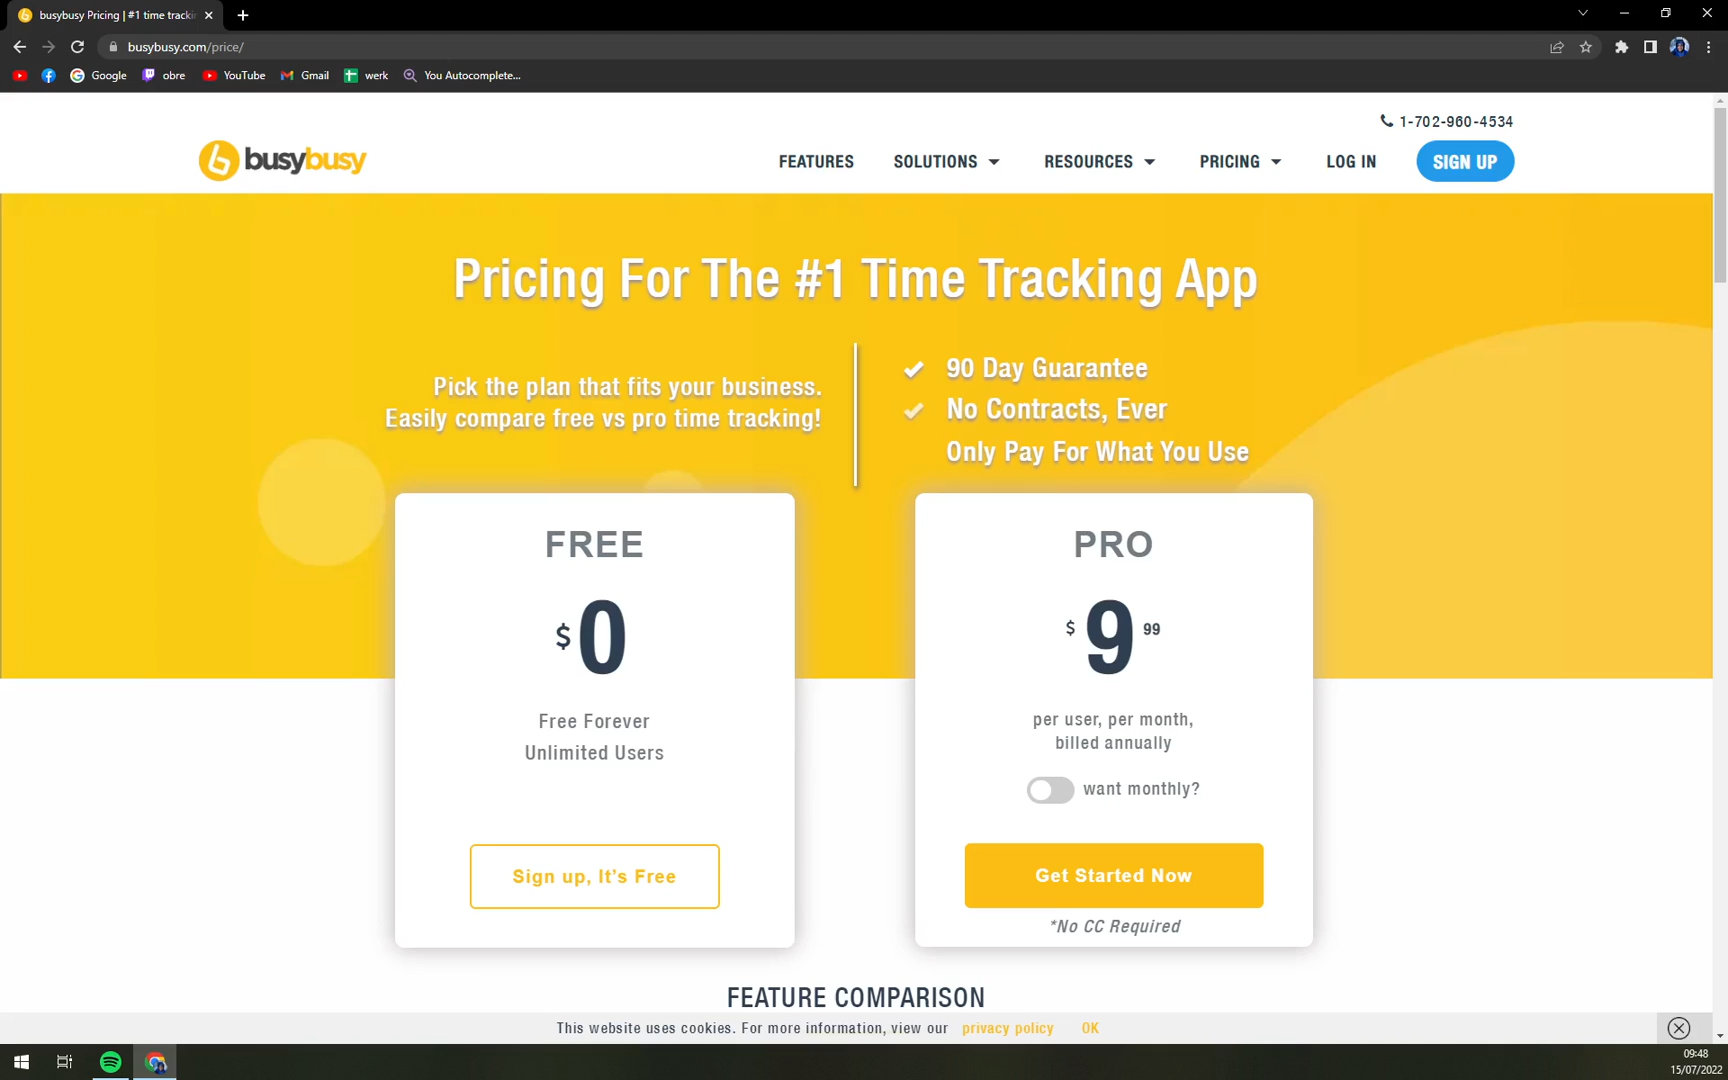 busybusy Pricing | #1 time trackin
busybusy.com/price/
Google
obre
YouTube
Gmail
werk
You Autocomplete...
1-702-960-4534
busybusy
FEATURES
SOLUTIONS
RESOURCES
PRICING
LOG IN
SIGN UP
Pricing For The #1 Time Tracking App
Pick the plan that fits your business.
Easily compare free vs pro time tracking!
90 Day Guarantee
No Contracts, Ever
Only Pay For What You Use
FREE
$ 0
Free Forever
Unlimited Users
Sign up, It's Free
PRO
$ 9 99
per user, per month,
billed annually
want monthly?
Get Started Now
*No CC Required
FEATURE COMPARISON
This website uses cookies. For more information, view our privacy policy OK
09:48
15/07/2022